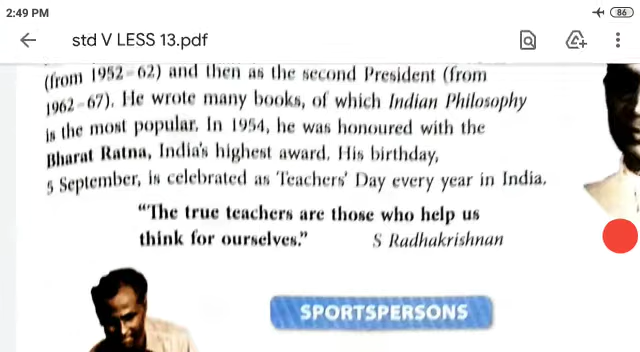 2:49 PM
86
std V LESS 13.pdf
(from 1952–62) and then as the second President (from
1962–67). He wrote many books, of which Indian Philosophy
is the most popular. In 1954, he was honoured with the
Bharat Ratna, India's highest award. His birthday,
5 September, is celebrated as Teachers' Day every year in India.
"The true teachers are those who help us
think for ourselves." S Radhakrishnan
SPORTSPERSONS